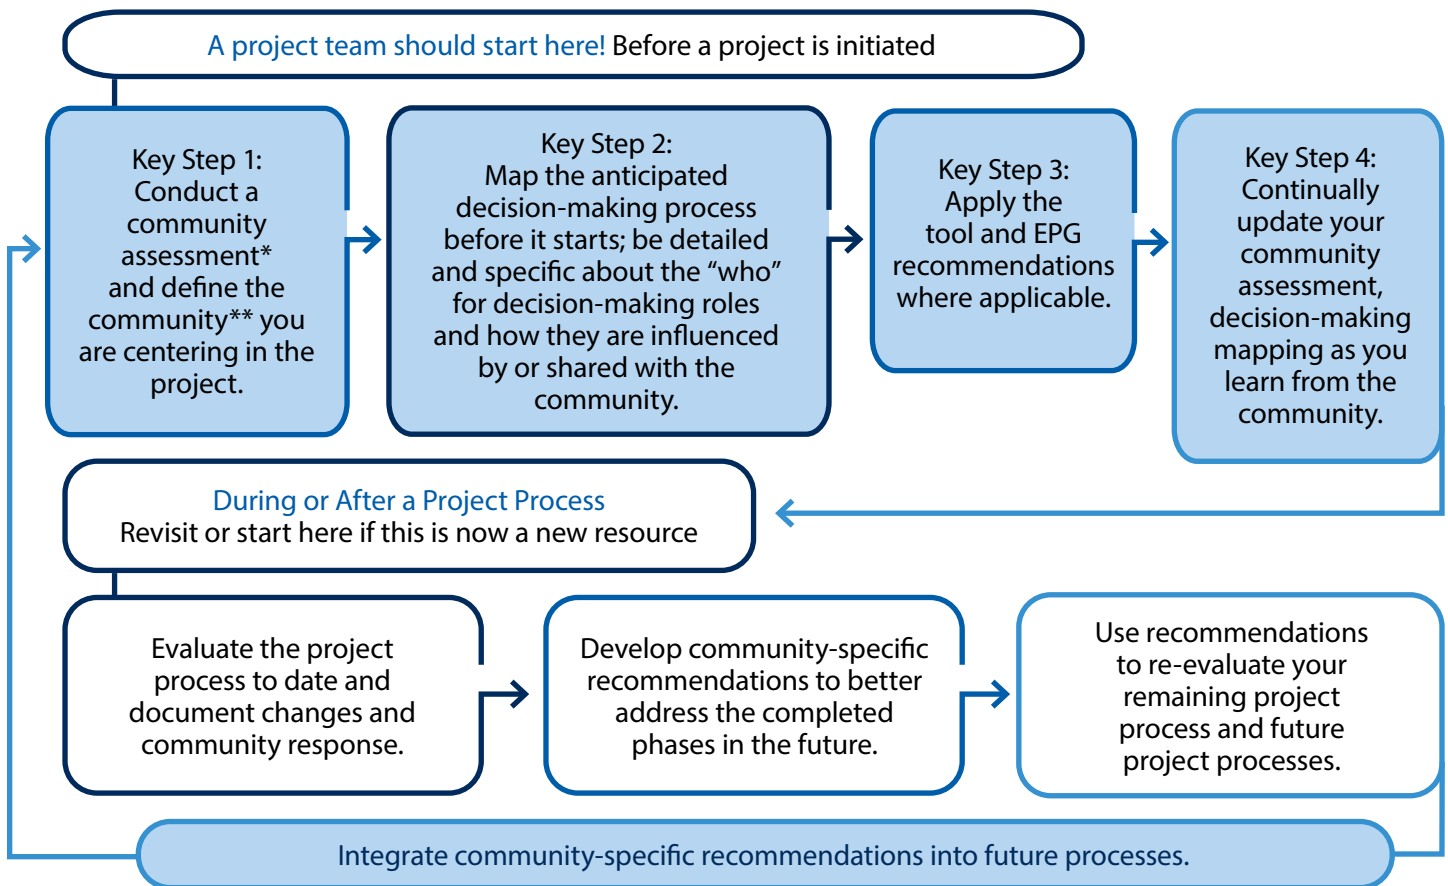 A project team should start here! Before a project is initiated
Key Step 1:
Conduct a
community
assessment*
and define the
community** you
are centering in the
project.
Key Step 2:
Map the anticipated
decision-making process
before it starts; be detailed
and specific about the “who”
for decision-making roles
and how they are influenced
by or shared with the
community.
Key Step 3:
Apply the
tool and EPG
recommendations
where applicable.
Key Step 4:
Continually
update your
community
assessment,
decision-making
mapping as you
learn from the
community.
During or After a Project Process
Revisit or start here if this is now a new resource
Evaluate the project
process to date and
document changes and
community response.
Develop community-specific
recommendations to better
address the completed
phases in the future.
Use recommendations
to re-evaluate your
remaining project
process and future
project processes.
Integrate community-specific recommendations into future processes.